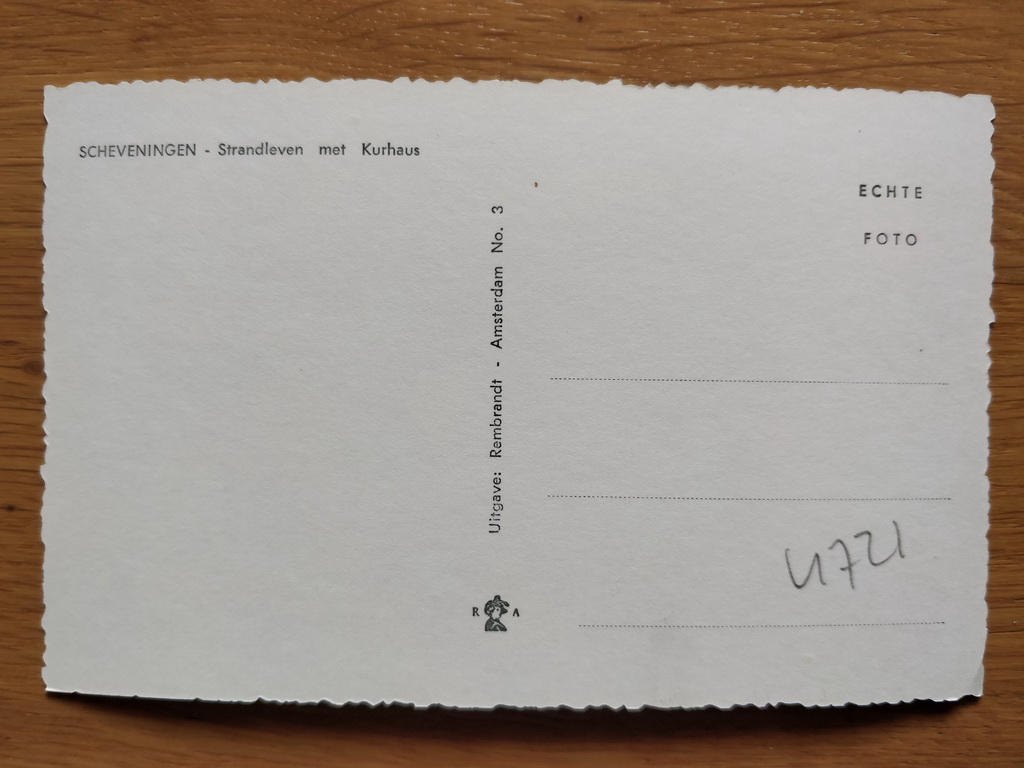 SCHEVENINGEN - Strandleven met Kurhaus
ECHTE
FOTO
Uitgave: Rembrandt - Amsterdam No. 3
R A
4721